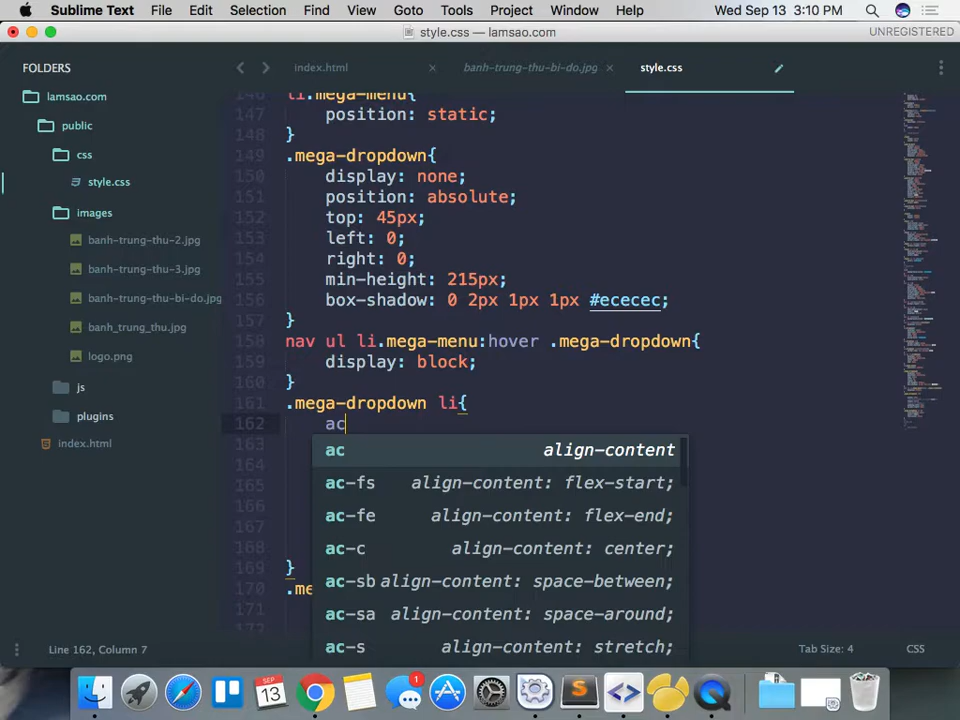 Sublime Text File Edit Selection Find View Goto Tools Project Window Help Wed Sep 13 3:10 PM
style.css — lamsao.com UNREGISTERED
FOLDERS
lamsao.com
public
css
style.css
images
banh-trung-thu-2.jpg
banh-trung-thu-3.jpg
banh-trung-thu-bi-do.jpg
banh_trung_thu.jpg
logo.png
js
plugins
index.html
index.html × banh-trung-thu-bi-do.jpg × style.css
146 li.mega-menu{
147 position: static;
148 }
149 .mega-dropdown{
150 display: none;
151 position: absolute;
152 top: 45px;
153 left: 0;
154 right: 0;
155 min-height: 215px;
156 box-shadow: 0 2px 1px 1px #ececec;
157 }
158 nav ul li.mega-menu:hover .mega-dropdown{
159 display: block;
160 }
161 .mega-dropdown li{
162 ac
163
164
165
166
167
168
169 }
170 .me
171
172
ac align-content
ac-fs align-content: flex-start;
ac-fe align-content: flex-end;
ac-c align-content: center;
ac-sb align-content: space-between;
ac-sa align-content: space-around;
ac-s align-content: stretch;
Line 162, Column 7 Tab Size: 4 CSS
SEP
13
1